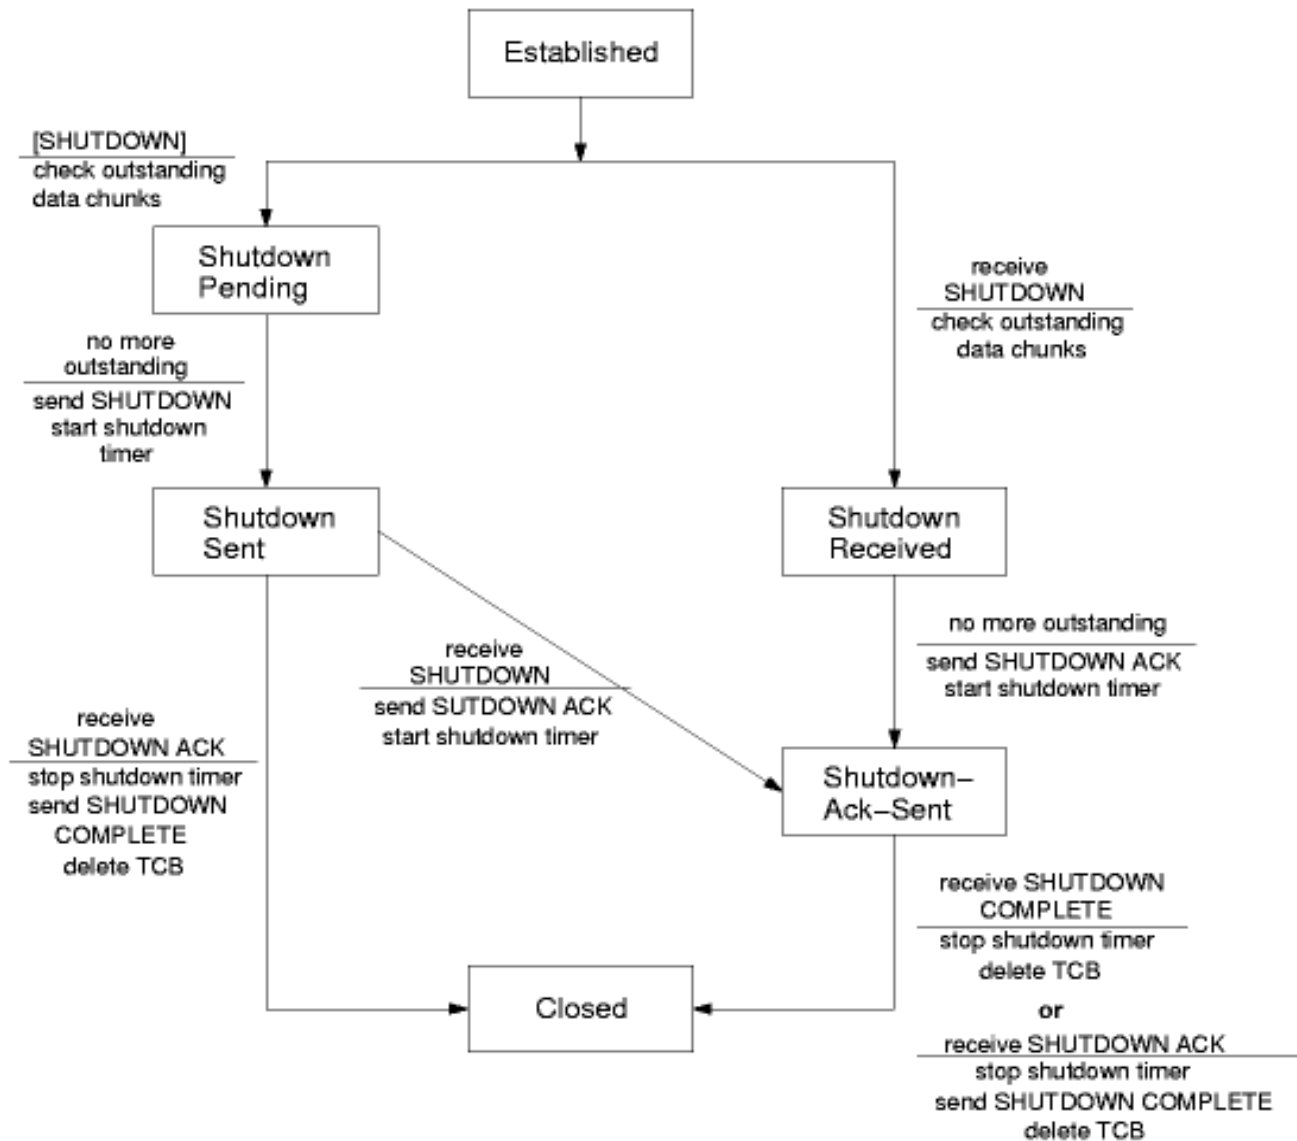 Established
[SHUTDOWN]
check outstanding
data chunks
Shutdown
Pending
receive
SHUTDOWN
check outstanding
data chunks
no more
outstanding
send SHUTDOWN
start shutdown
timer
Shutdown
Sent
Shutdown
Received
no more outstanding
send SHUTDOWN ACK
start shutdown timer
receive
SHUTDOWN
send SUTDOWN ACK
start shutdown timer
receive
SHUTDOWN ACK
stop shutdown timer
send SHUTDOWN
COMPLETE
delete TCB
Shutdown–
Ack–Sent
receive SHUTDOWN
COMPLETE
stop shutdown timer
delete TCB
or
receive SHUTDOWN ACK
stop shutdown timer
send SHUTDOWN COMPLETE
delete TCB
Closed